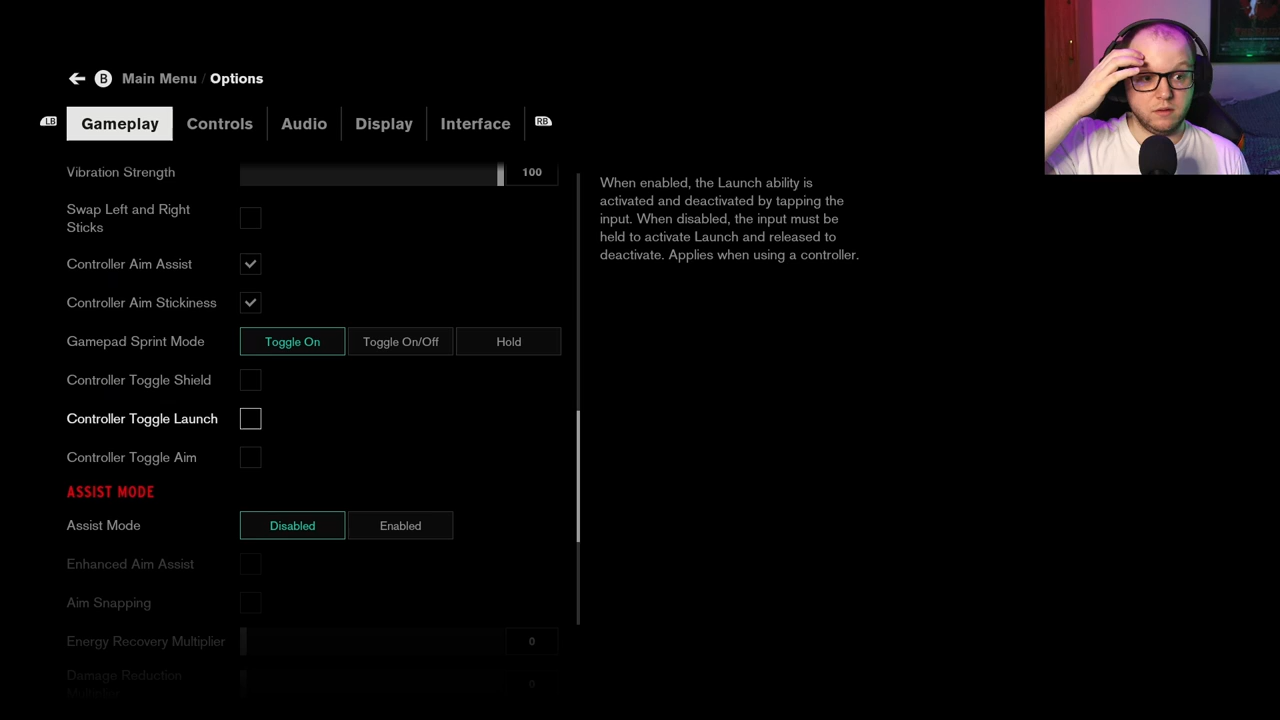 B Main Menu / Options
LB Gameplay Controls Audio Display Interface RB
Vibration Strength 100
Swap Left and Right
Sticks
Controller Aim Assist
Controller Aim Stickiness
Gamepad Sprint Mode Toggle On Toggle On/Off Hold
Controller Toggle Shield
Controller Toggle Launch
Controller Toggle Aim
ASSIST MODE
Assist Mode Disabled Enabled
Enhanced Aim Assist
Aim Snapping
Energy Recovery Multiplier 0
Damage Reduction 0
Multiplier
When enabled, the Launch ability is
activated and deactivated by tapping the
input. When disabled, the input must be
held to activate Launch and released to
deactivate. Applies when using a controller.